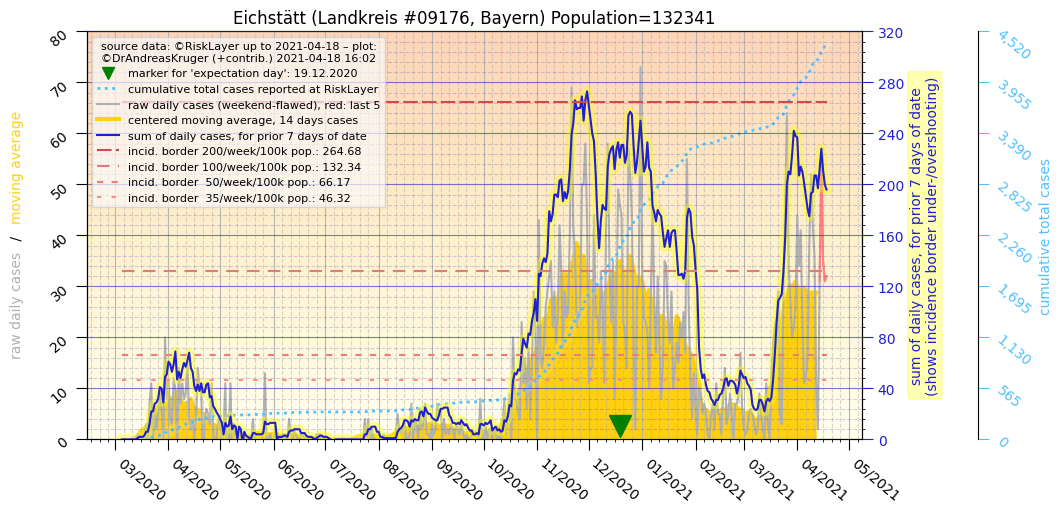 Eichstätt (Landkreis #09176, Bayern) Population=132341
source data: ©RiskLayer up to 2021-04-18 – plot:
©DrAndreasKruger (+contrib.) 2021-04-18 16:02
marker for 'expectation day': 19.12.2020
cumulative total cases reported at RiskLayer
raw daily cases (weekend-flawed), red: last 5
centered moving average, 14 days cases
sum of daily cases, for prior 7 days of date
incid. border 200/week/100k pop.: 264.68
incid. border 100/week/100k pop.: 132.34
incid. border  50/week/100k pop.: 66.17
incid. border  35/week/100k pop.: 46.32
raw daily cases / moving average
80
70
60
50
40
30
20
10
0
03/2020
04/2020
05/2020
06/2020
07/2020
08/2020
09/2020
10/2020
11/2020
12/2020
01/2021
02/2021
03/2021
04/2021
05/2021
320
280
240
200
160
120
80
40
0
sum of daily cases, for prior 7 days of date
(shows incidence border under-/overshooting)
4,520
3,955
3,390
2,825
2,260
1,695
1,130
565
0
cumulative total cases